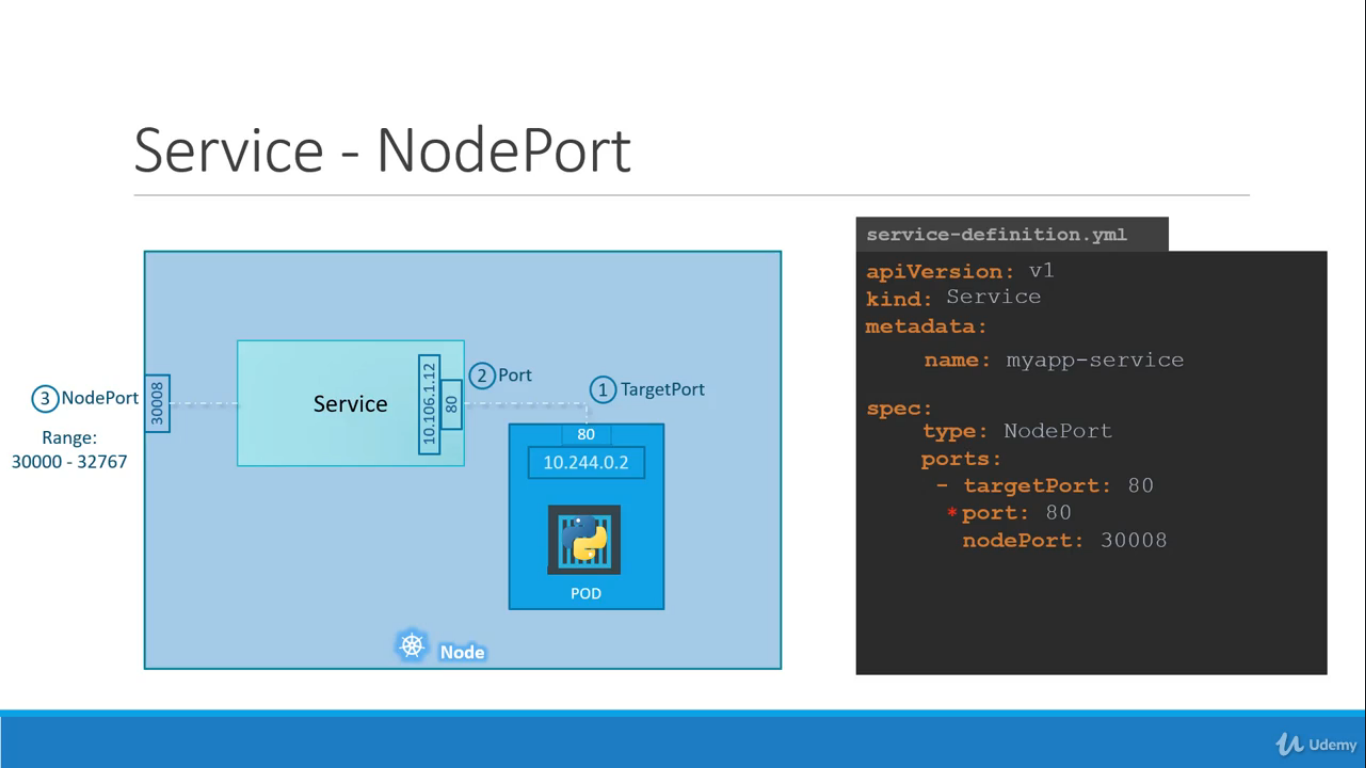 Service - NodePort
service-definition.yml
apiVersion: v1
kind: Service
metadata:
name: myapp-service
spec:
type: NodePort
ports:
- targetPort: 80
*port: 80
nodePort: 30008
3 NodePort
Range:
30000 - 32767
30008
Service
10.106.1.12
80
2 Port
1 TargetPort
80
10.244.0.2
POD
Node
Udemy